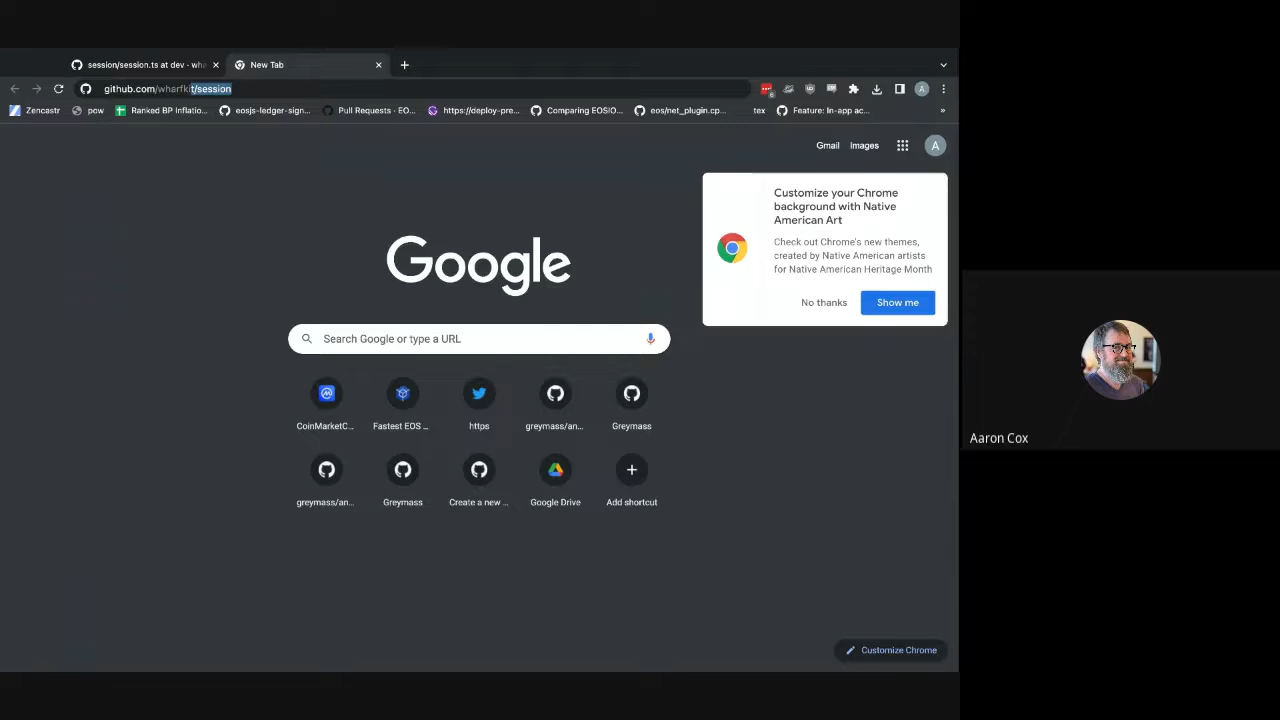 session/session.ts at dev - wha
New Tab
github.com/wharfkit/session
Zencastr
pow
Ranked BP Inflatio...
eosjs-ledger-sign...
Pull Requests · EO...
https://deploy-pre...
Comparing EOSIO...
eos/net_plugin.cp...
tex
Feature: In-app ac...
»
Gmail
Images
A
Customize your Chrome
background with Native
American Art
Check out Chrome's new themes,
created by Native American artists
for Native American Heritage Month
No thanks
Show me
Google
Search Google or type a URL
CoinMarketC...
Fastest EOS ...
https
greymass/an...
Greymass
greymass/an...
Greymass
Create a new ...
Google Drive
Add shortcut
Customize Chrome
Aaron Cox